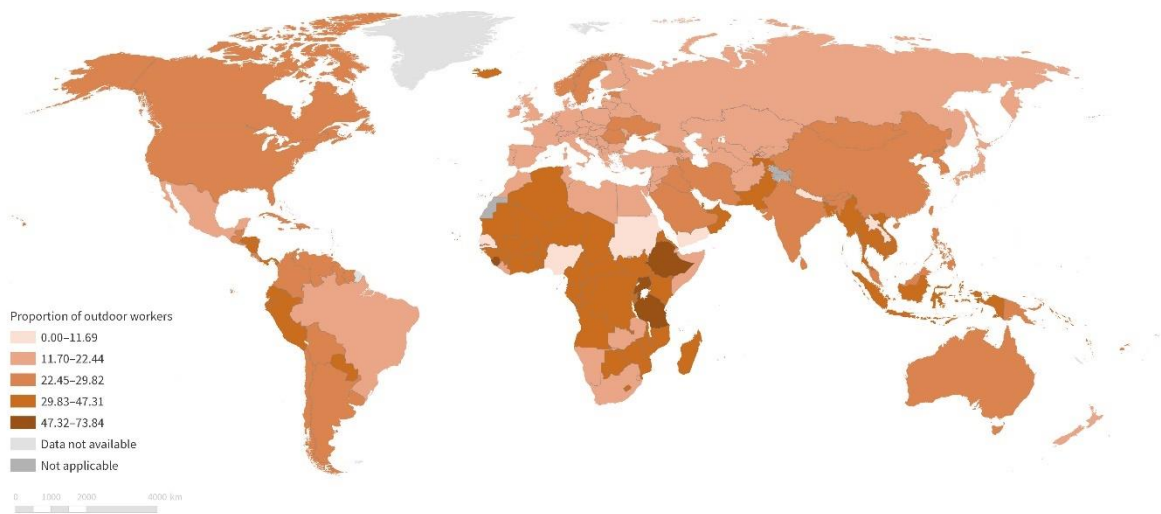 Proportion of outdoor workers
0.00–11.69
11.70–22.44
22.45–29.82
29.83–47.31
47.32–73.84
Data not available
Not applicable
0 1000 2000 4000 km